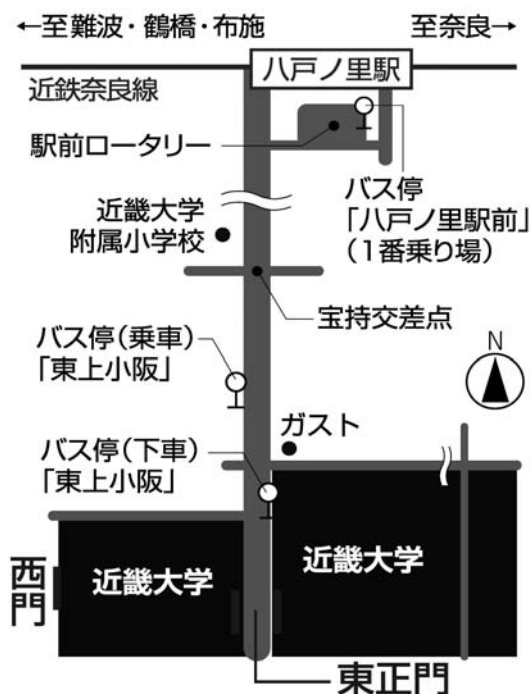 ←至難波・鶴橋・布施
至奈良→
八戸ノ里駅
近鉄奈良線
駅前ロータリー
バス停
「八戸ノ里駅前」
(1番乗り場)
近畿大学
附属小学校
宝持交差点
N
バス停(乗車)
「東上小阪」
ガスト
バス停(下車)
「東上小阪」
西門
近畿大学
近畿大学
東正門